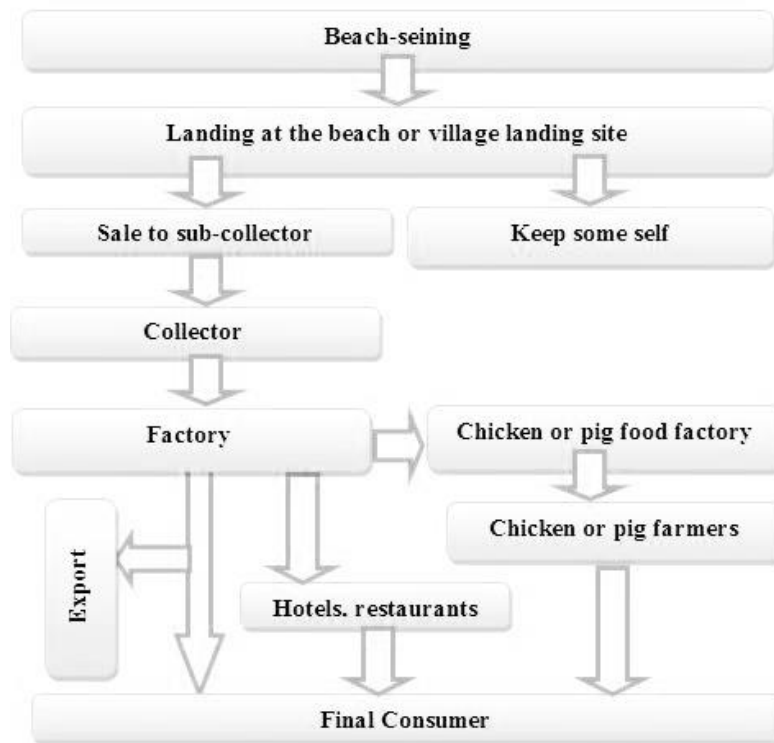 Beach-seining
Landing at the beach or village landing site
Sale to sub-collector
Keep some self
Collector
Factory
Chicken or pig food factory
Chicken or pig farmers
Export
Hotels. restaurants
Final Consumer